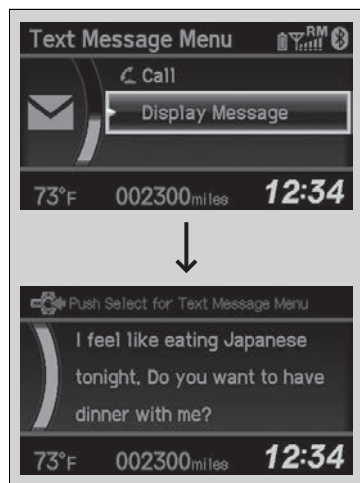 Text Message Menu RM
Call
Display Message
73°F 002300miles 12:34
Push Select for Text Message Menu
I feel like eating Japanese
tonight. Do you want to have
dinner with me?
73°F 002300miles 12:34